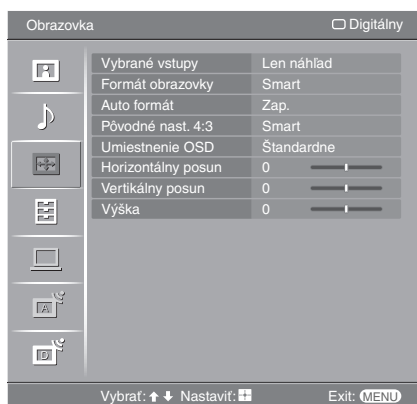 Obrazovka Digitálny
Vybrané vstupy Len náhľad
Formát obrazovky Smart
Auto formát Zap.
Pôvodné nast. 4:3 Smart
Umiestnenie OSD Štandardne
Horizontálny posun 0
Vertikálny posun 0
Výška 0
A
D
Vybrať: Nastaviť: Exit: MENU